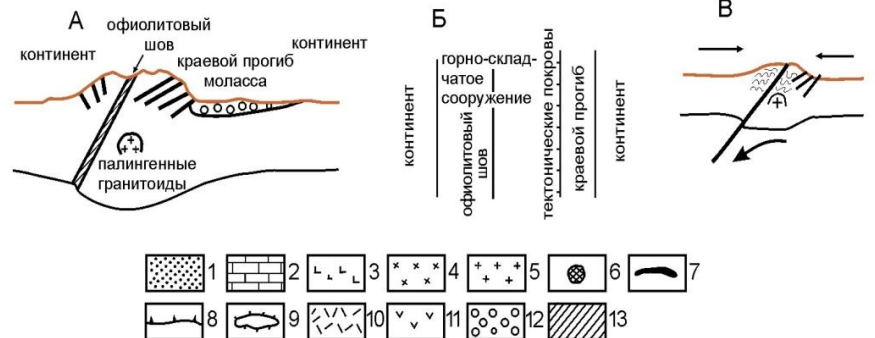 А
офиолитовый
шов
континент
континент
краевой прогиб
моласса
палингенные
гранитоиды
Б
континент
горно-склад-
чатое
сооружение
офиолитовый
шов
тектонические покровы
краевой прогиб
континент
В
1
2
3
4
5
6
7
8
9
10
11
12
13